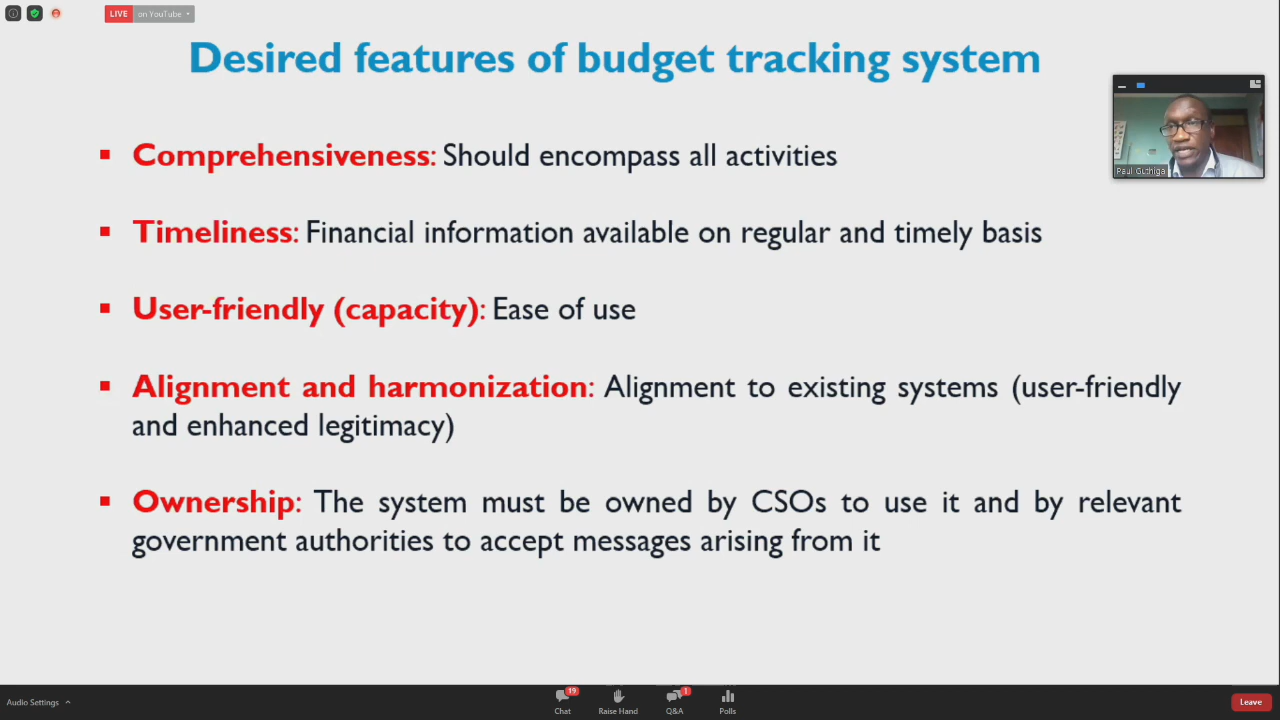 LIVE on YouTube
Desired features of budget tracking system
Comprehensiveness: Should encompass all activities
Paul Guthiga
Timeliness: Financial information available on regular and timely basis
User-friendly (capacity): Ease of use
Alignment and harmonization: Alignment to existing systems (user-friendly
and enhanced legitimacy)
Ownership: The system must be owned by CSOs to use it and by relevant
government authorities to accept messages arising from it
Audio Settings
19
Chat
Raise Hand
1
Q&A
Polls
Leave